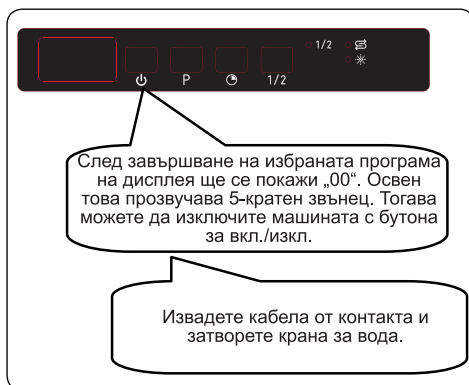 1/2
P
1/2
След завършване на избраната програма
на дисплея ще се покажи „00“. Освен
това прозвучава 5-кратен звънец. Тогава
можете да изключите машината с бутона
за вкл./изкл.
Извадете кабела от контакта и
затворете крана за вода.